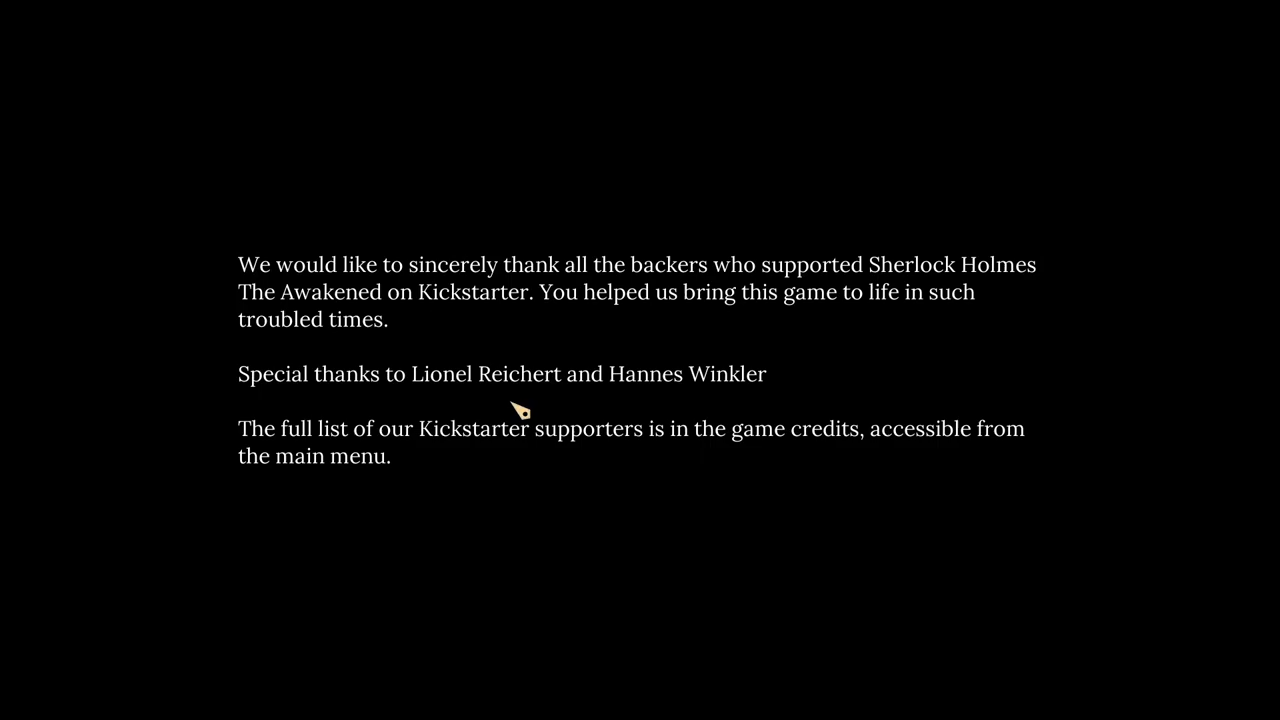 We would like to sincerely thank all the backers who supported Sherlock Holmes
The Awakened on Kickstarter. You helped us bring this game to life in such
troubled times.
Special thanks to Lionel Reichert and Hannes Winkler
The full list of our Kickstarter supporters is in the game credits, accessible from
the main menu.